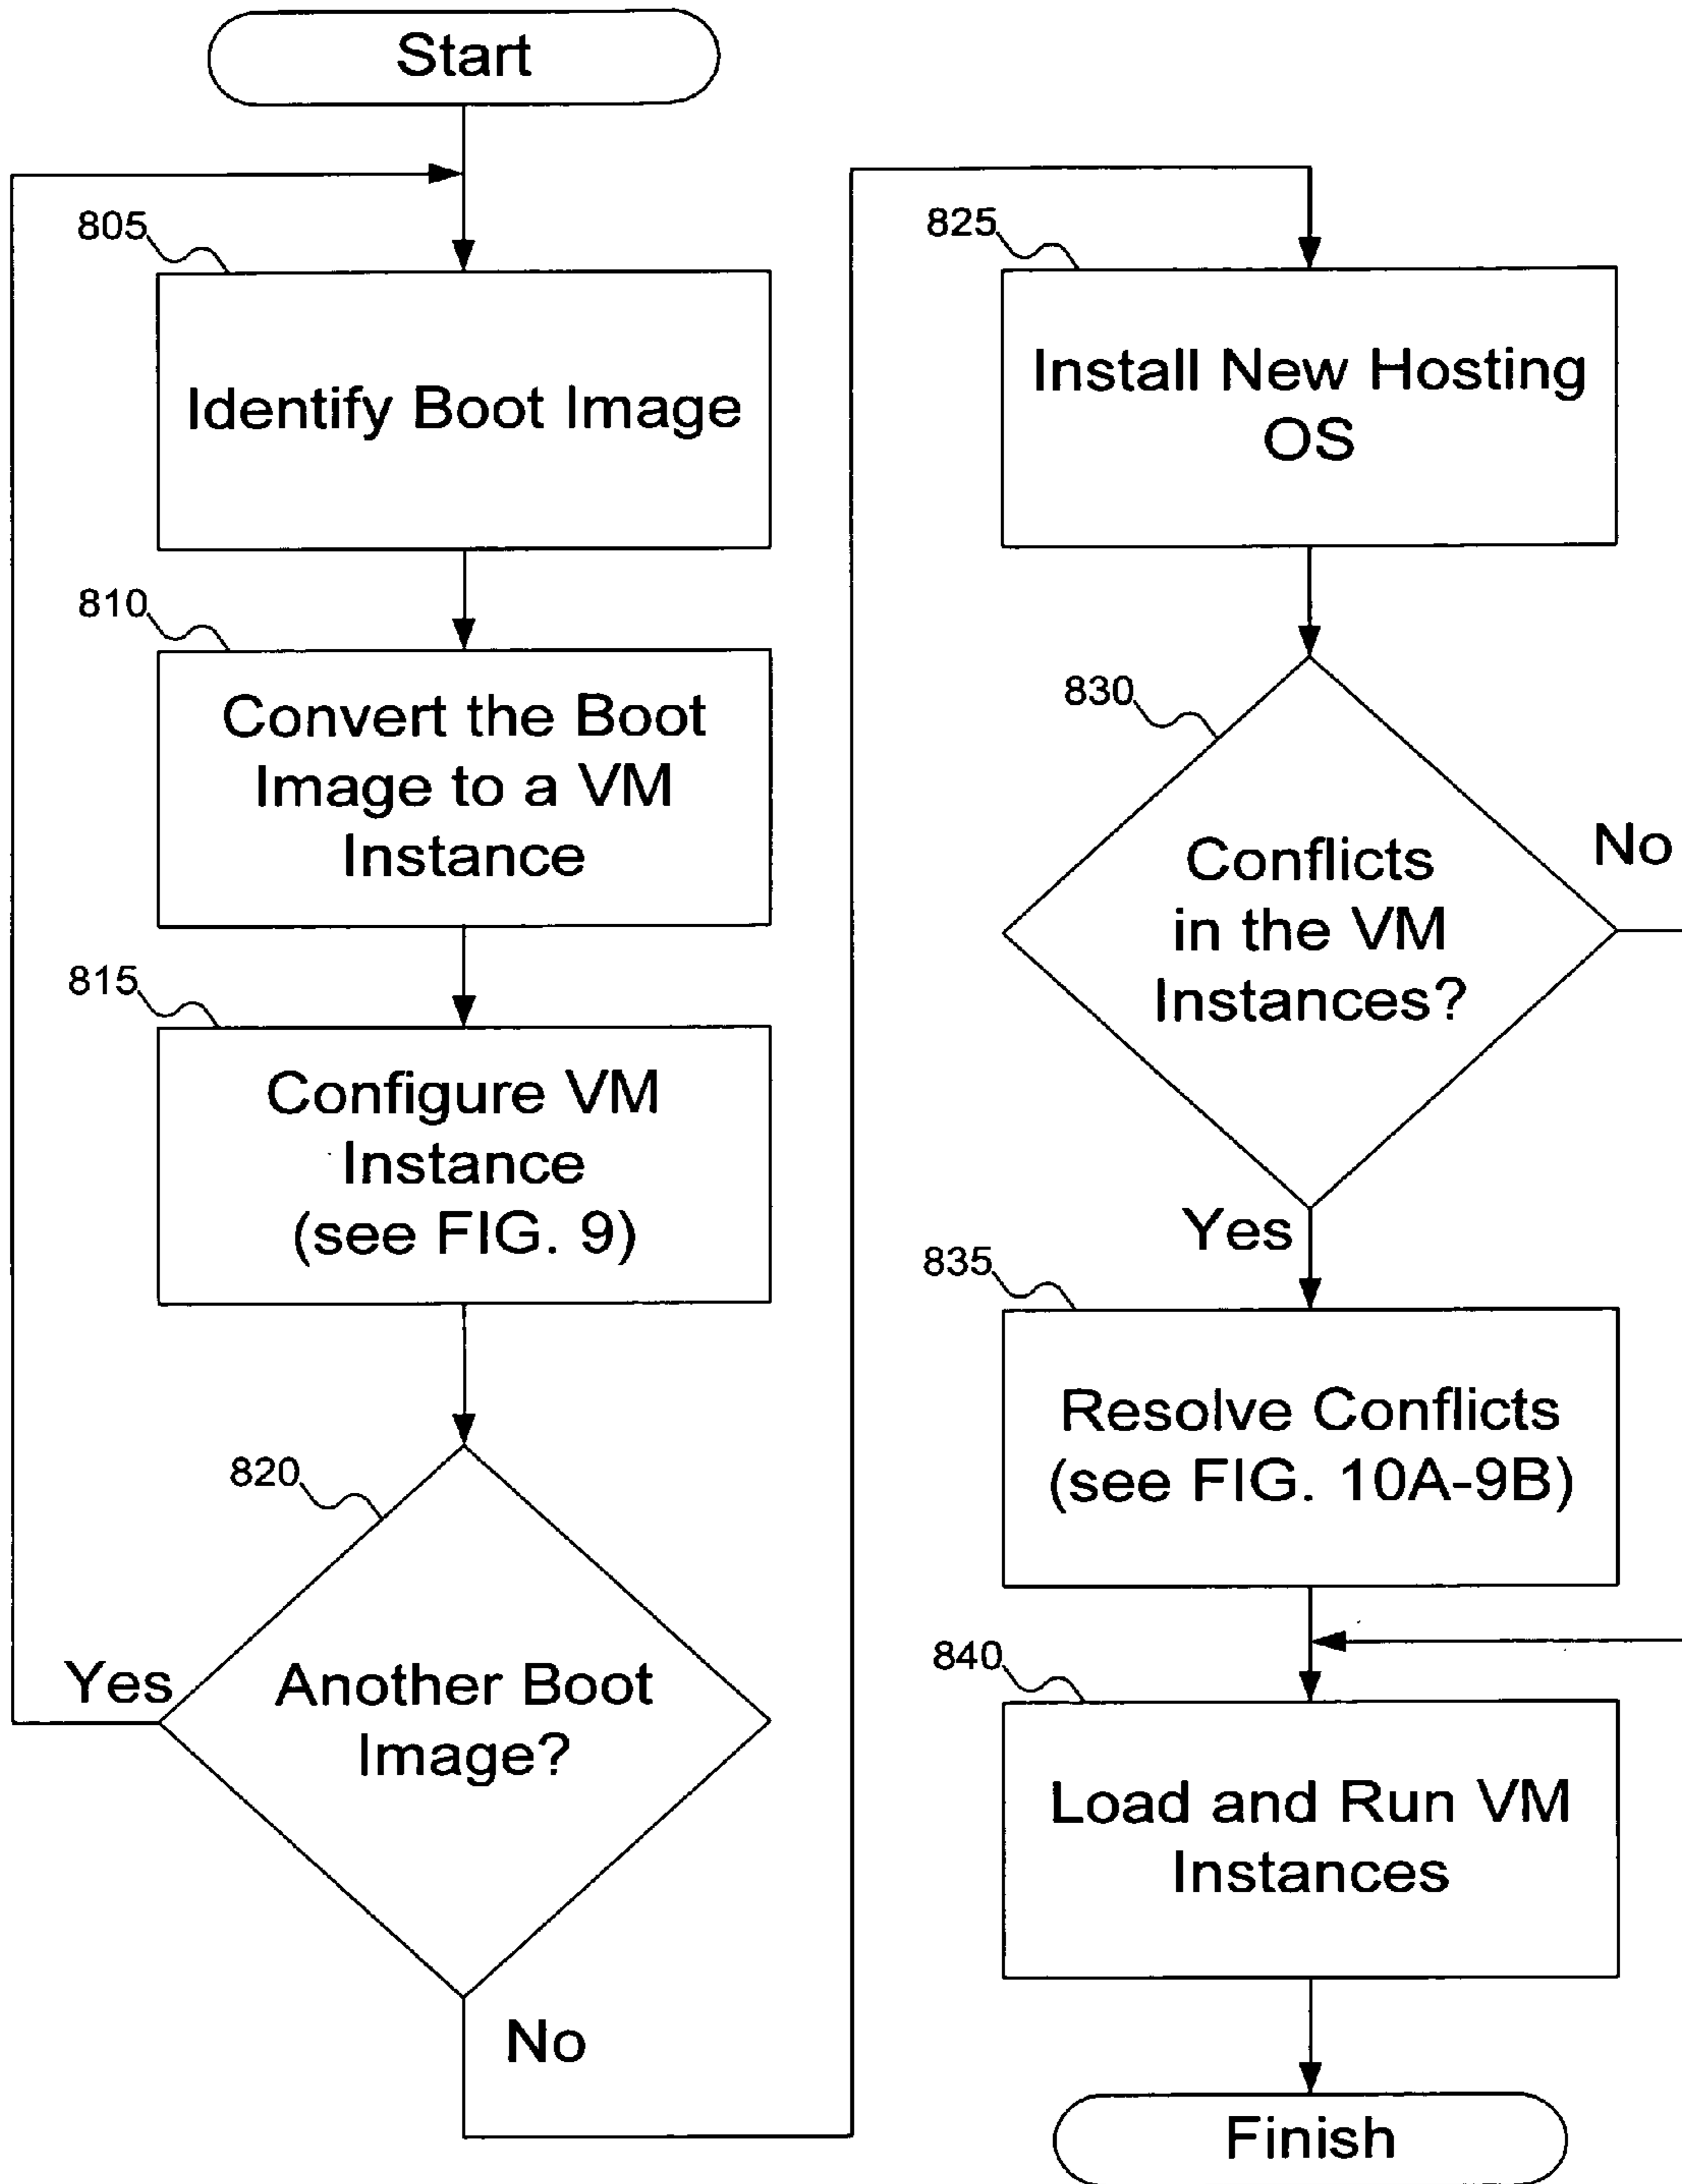 Start
805
Identify Boot Image
810
Convert the Boot
Image to a VM
Instance
815
Configure VM
Instance
(see FIG. 9)
820
Another Boot
Image?
Yes
No
825
Install New Hosting
OS
830
Conflicts
in the VM
Instances?
No
Yes
835
Resolve Conflicts
(see FIG. 10A-9B)
840
Load and Run VM
Instances
Finish